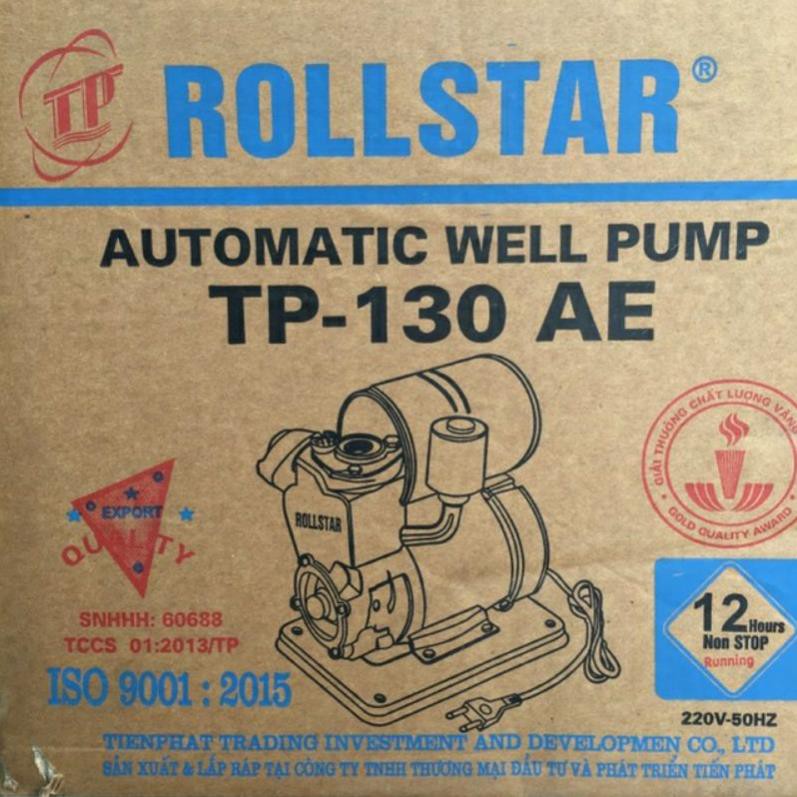 TP ROLLSTAR®
AUTOMATIC WELL PUMP
TP-130 AE
GIẢI THƯỞNG CHẤT LƯỢNG VÀNG
GOLD QUALITY AWARD
ROLLSTAR
EXPORT
QUALITY
SNHHH: 60688
TCCS 01:2013/TP
ISO 9001 : 2015
12 Hours
Non STOP
Running
220V-50HZ
TIENPHAT TRADING INVESTMENT AND DEVELOPMEN CO., LTD
SẢN XUẤT & LẮP RÁP TẠI CÔNG TY TNHH THƯƠNG MẠI ĐẦU TƯ VÀ PHÁT TRIỂN TIẾN PHÁT